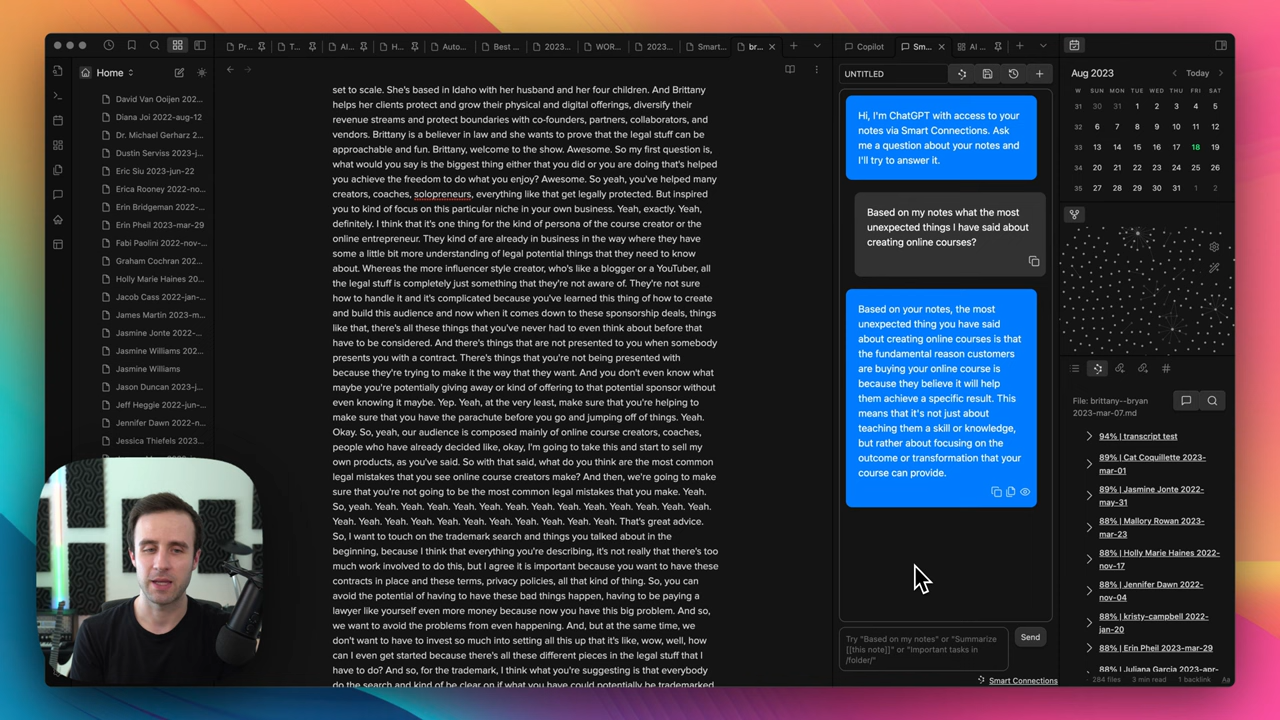 Home
David Van Ooijen 202...
Diana Joi 2022-aug-12
Dr. Michael Gerharz 2...
Dustin Serviss 2023-j...
Eric Siu 2023-jun-22
Erica Rooney 2022-no...
Erin Bridgeman 2022-...
Erin Pheil 2023-mar-29
Fabi Paolini 2022-nov-...
Graham Cochran 202...
Holly Marie Haines 20...
Jacob Cass 2022-jan-...
James Martin 2023-m...
Jasmine Jonte 2022-...
Jasmine Williams 202...
Jasmine Williams
Jason Duncan 2023-j...
Jeff Heggie 2022-oct-...
Jennifer Dawn 2022-n...
Jessica Thiefels 2023...
Pr...
T...
AI...
H...
Auto...
Best ...
2023...
WOR...
2023...
Smart...
br...
set to scale. She's based in Idaho with her husband and her four children. And Brittany
helps her clients protect and grow their physical and digital offerings, diversify their
revenue streams and protect boundaries with co-founders, partners, collaborators, and
vendors. Brittany is a believer in law and she wants to prove that the legal stuff can be
approachable and fun. Brittany, welcome to the show. Awesome. So my first question is,
what would you say is the biggest thing either that you did or you are doing that's helped
you achieve the freedom to do what you enjoy? Awesome. So yeah, you've helped many
creators, coaches, solopreneurs, everything like that get legally protected. But inspired
you to kind of focus on this particular niche in your own business. Yeah, exactly. Yeah,
definitely. I think that it's one thing for the kind of persona of the course creator or the
online entrepreneur. They kind of are already in business in the way where they have
some a little bit more understanding of legal potential things that they need to know
about. Whereas the more influencer style creator, who's like a blogger or a YouTuber, all
the legal stuff is completely just something that they're not aware of. They're not sure
how to handle it and it's complicated because you've learned this thing of how to create
and build this audience and now when it comes down to these sponsorship deals, things
like that, there's all these things that you've never had to even think about before that
have to be considered. And there's things that are not presented to you when somebody
presents you with a contract. There's things that you're not being presented with
because they're trying to make it the way that they want. And you don't even know what
maybe you're potentially giving away or kind of offering to that potential sponsor without
even knowing it maybe. Yep. Yeah, at the very least, make sure that you're helping to
make sure that you have the parachute before you go and jumping off of things. Yeah.
Okay. So, yeah, our audience is composed mainly of online course creators, coaches,
people who have already decided like, okay, I'm going to take this and start to sell my
own products, as you've said. So with that said, what do you think are the most common
legal mistakes that you see online course creators make? And then, we're going to make
sure that you're not going to be the most common legal mistakes that you make. Yeah.
So, yeah. Yeah. Yeah. Yeah. Yeah. Yeah. Yeah. Yeah. Yeah. Yeah. Yeah. Yeah. Yeah.
Yeah. Yeah. Yeah. Yeah. Yeah. Yeah. Yeah. Yeah. Yeah. Yeah. That's great advice.
So, I want to touch on the trademark search and things you talked about in the
beginning, because I think that everything you're describing, it's not really that there's too
much work involved to do this, but I agree it is important because you want to have these
contracts in place and these terms, privacy policies, all that kind of thing. So, you can
avoid the potential of having to have these bad things happen, having to be paying a
lawyer like yourself even more money because now you have this big problem. And so,
we want to avoid the problems from even happening. And, but at the same time, we
don't want to have to invest so much into setting all this up that it's like, wow, well, how
can I even get started because there's all these different pieces in the legal stuff that I
have to do? And so, for the trademark, I think what you're suggesting is that everybody
do the search and kind of be clear on if what you have could potentially be trademarked
Copilot
Sm...
AI ...
UNTITLED
Hi, I'm ChatGPT with access to your
notes via Smart Connections. Ask
me a question about your notes and
I'll try to answer it.
Based on my notes what the most
unexpected things I have said about
creating online courses?
Based on your notes, the most
unexpected thing you have said
about creating online courses is that
the fundamental reason customers
are buying your online course is
because they believe it will help
them achieve a specific result. This
means that it's not just about
teaching them a skill or knowledge,
but rather about focusing on the
outcome or transformation that your
course can provide.
Try "Based on my notes" or "Summarize
[[this note]]" or "Important tasks in
/folder/"
Send
Smart Connections
Aug 2023
Today
W SUN MON TUE WED THU FRI SAT
31 30 31 1 2 3 4 5
32 6 7 8 9 10 11 12
33 13 14 15 16 17 18 19
34 20 21 22 23 24 25 26
35 27 28 29 30 31 1 2
File: brittany--bryan
2023-mar-07.md
94% | transcript test
89% | Cat Coquillette 2023-
mar-01
89% | Jasmine Jonte 2022-
may-31
88% | Mallory Rowan 2023-
mar-23
88% | Holly Marie Haines 2022-
nov-17
88% | Jennifer Dawn 2022-
nov-04
88% | kristy-campbell 2022-
jan-20
88% | Erin Pheil 2023-mar-29
88% | Juliana Garcia 2023-apr-
284 files
3 min read
1 backlink
Aa